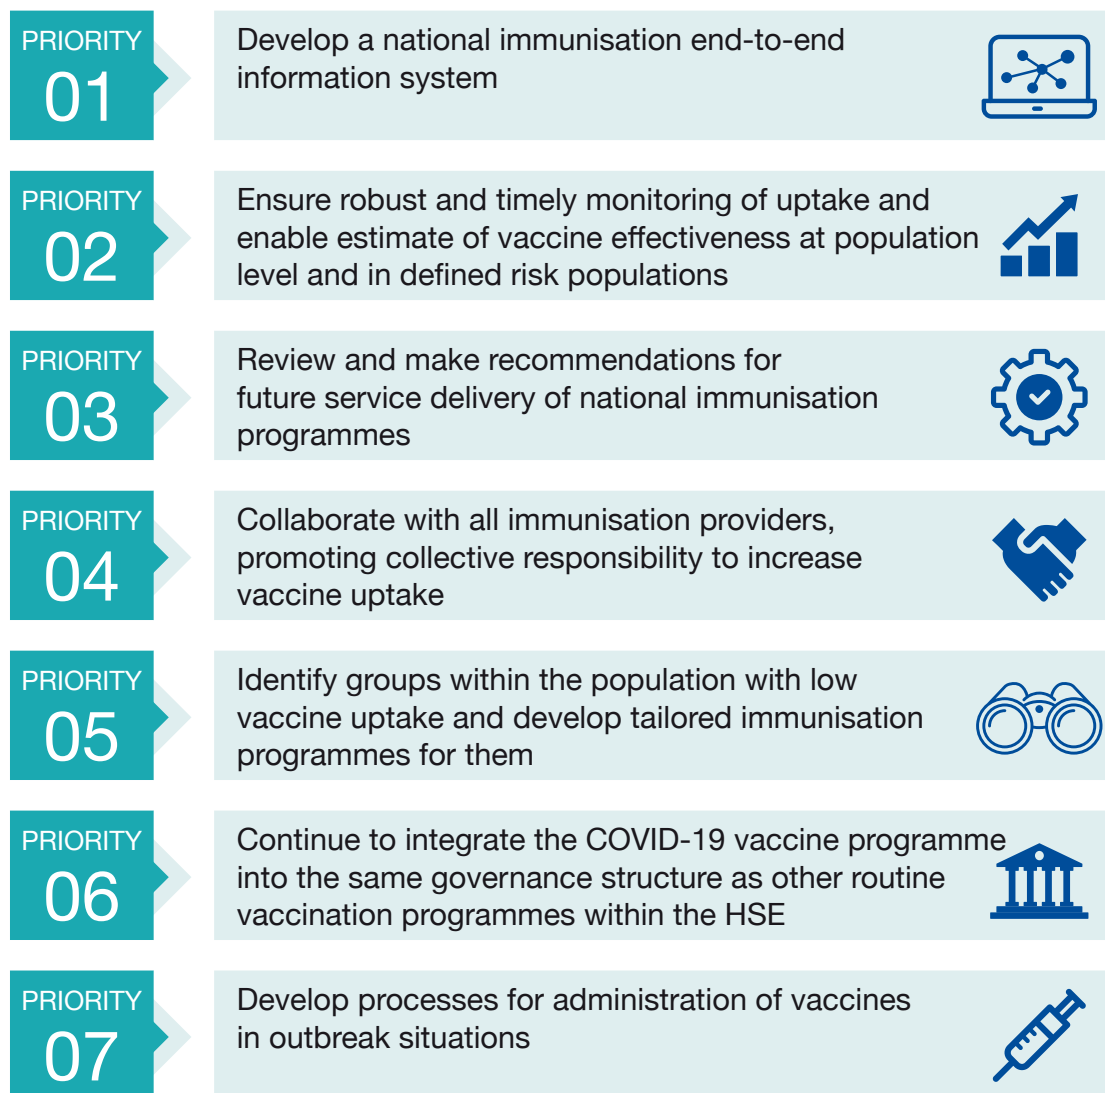 PRIORITY
01
Develop a national immunisation end-to-end
information system
PRIORITY
02
Ensure robust and timely monitoring of uptake and
enable estimate of vaccine effectiveness at population
level and in defined risk populations
PRIORITY
03
Review and make recommendations for
future service delivery of national immunisation
programmes
PRIORITY
04
Collaborate with all immunisation providers,
promoting collective responsibility to increase
vaccine uptake
PRIORITY
05
Identify groups within the population with low
vaccine uptake and develop tailored immunisation
programmes for them
PRIORITY
06
Continue to integrate the COVID-19 vaccine programme
into the same governance structure as other routine
vaccination programmes within the HSE
PRIORITY
07
Develop processes for administration of vaccines
in outbreak situations